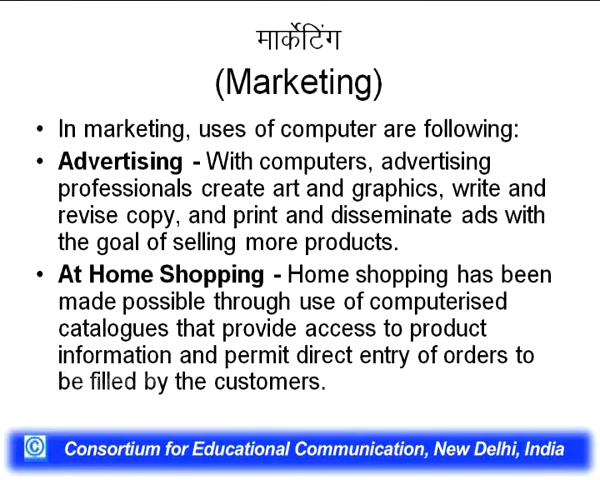 मार्केटिंग
(Marketing)
• In marketing, uses of computer are following:
• Advertising - With computers, advertising
professionals create art and graphics, write and
revise copy, and print and disseminate ads with
the goal of selling more products.
• At Home Shopping - Home shopping has been
made possible through use of computerised
catalogues that provide access to product
information and permit direct entry of orders to
be filled by the customers.
© Consortium for Educational Communication, New Delhi, India